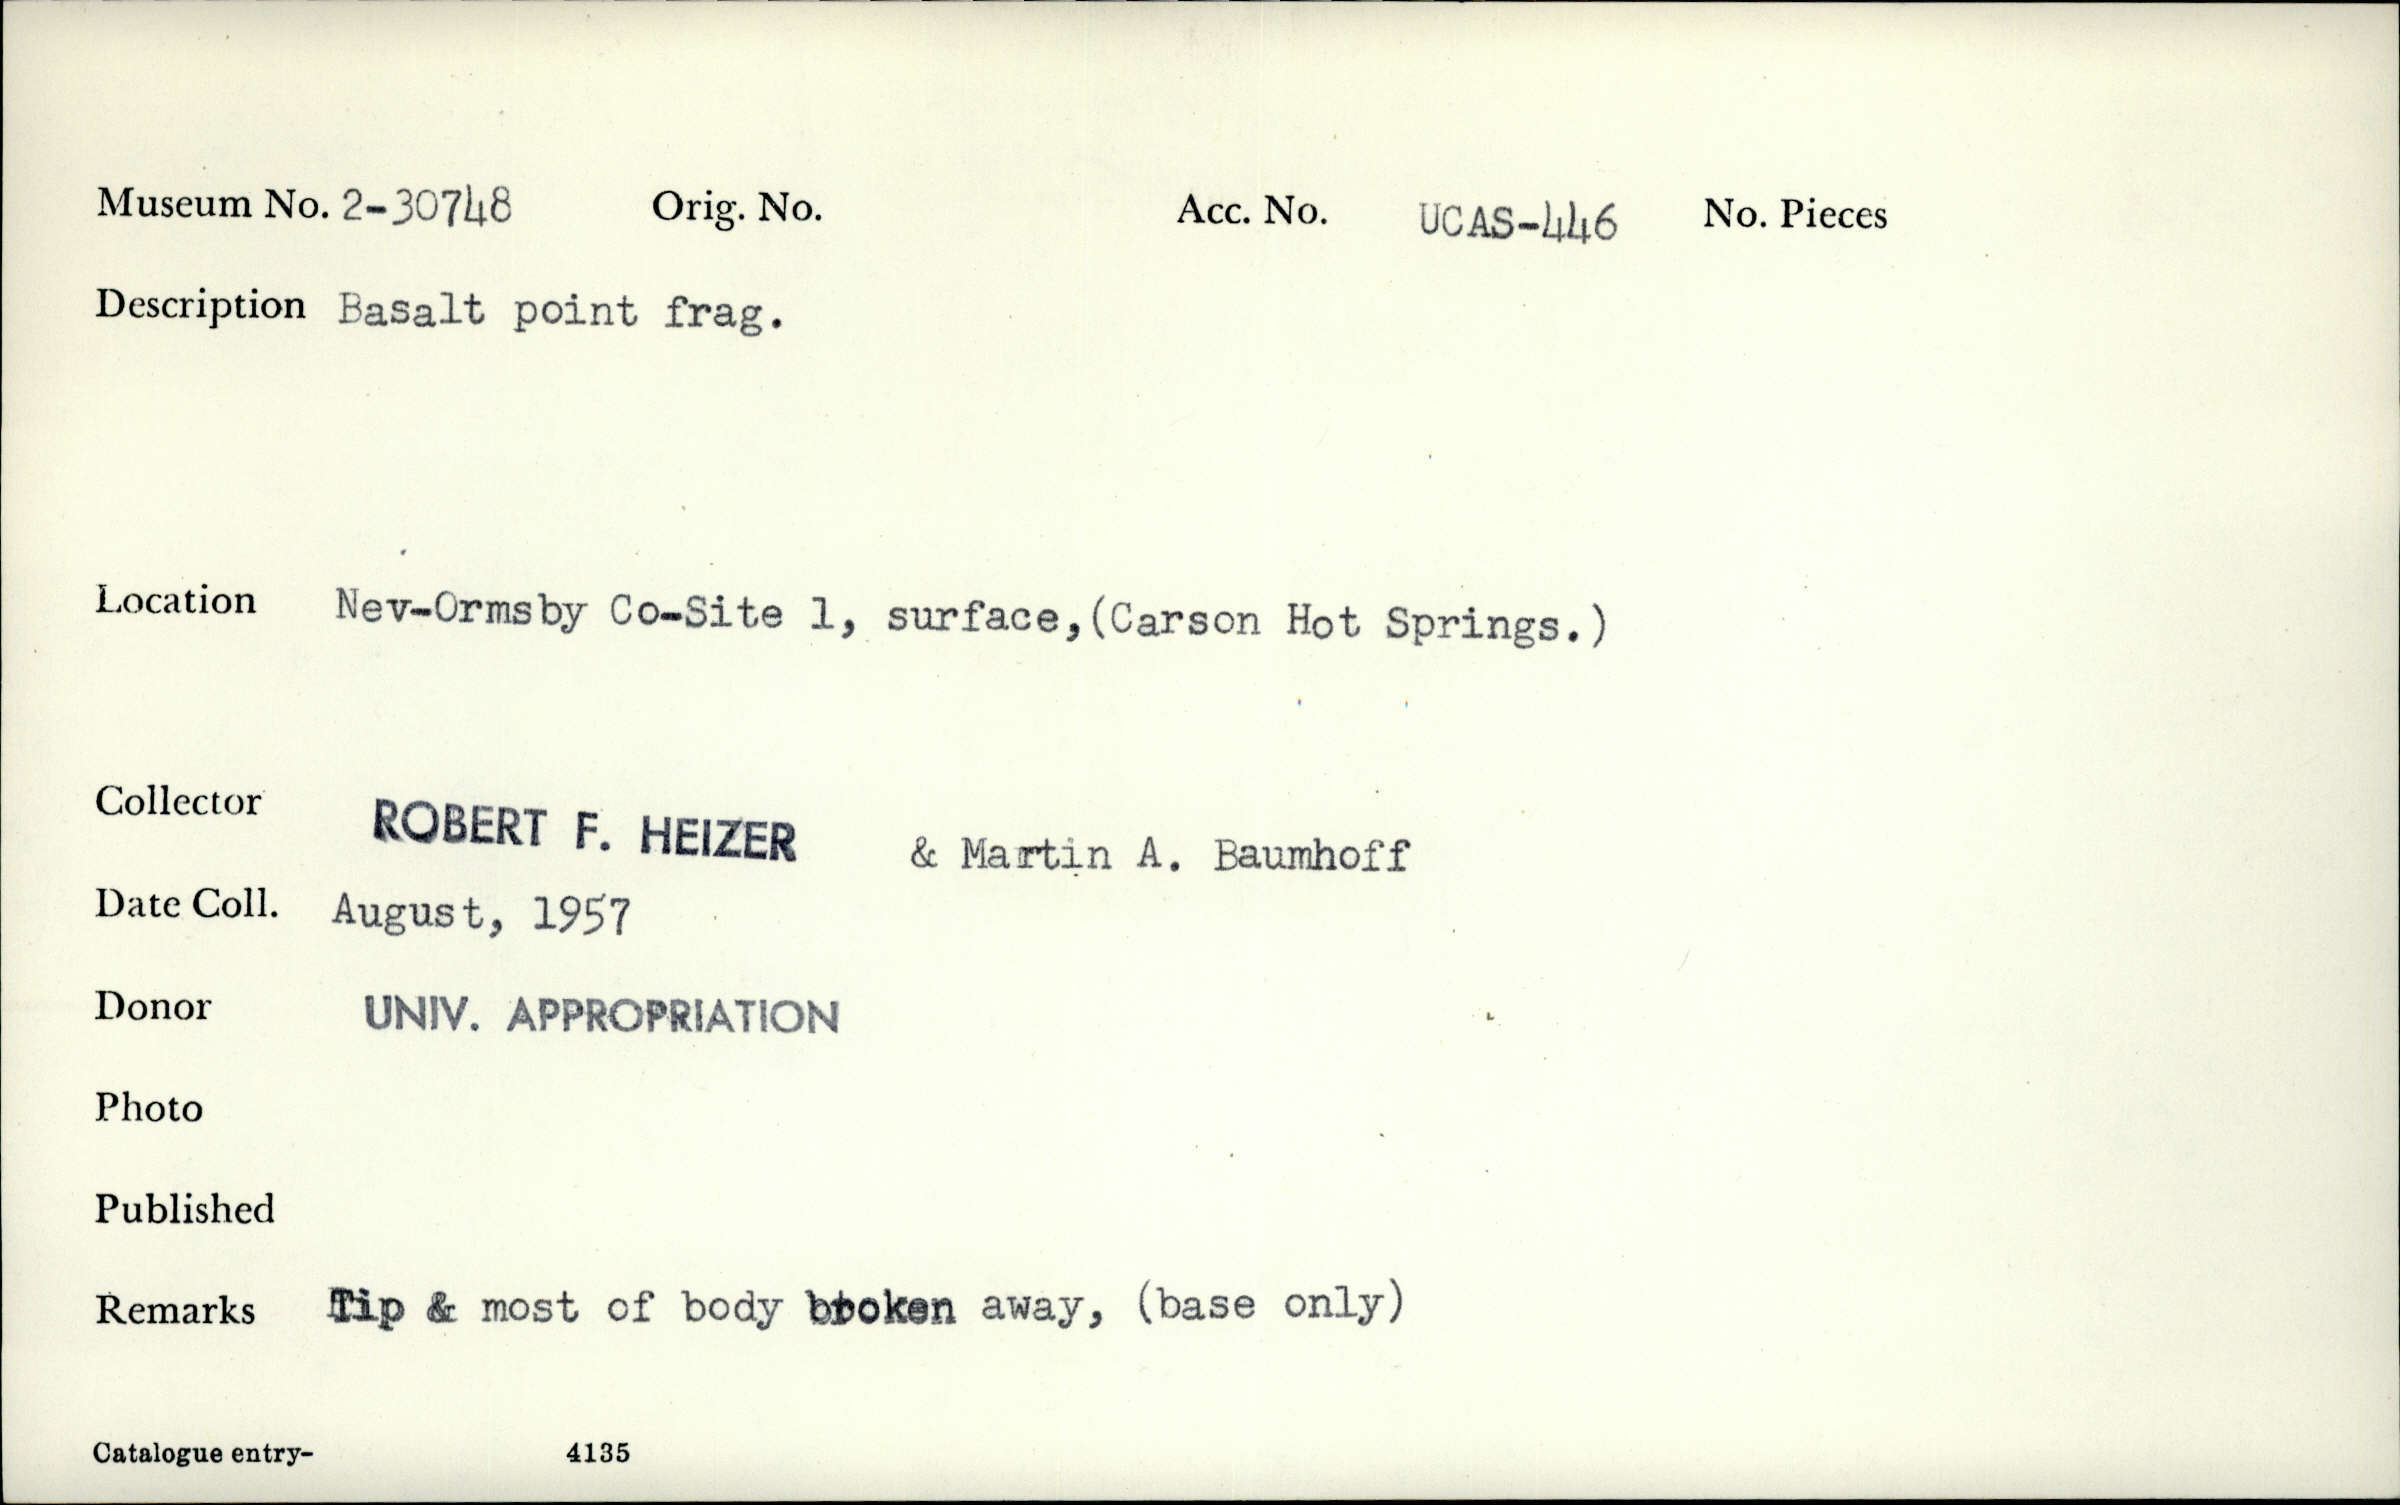 Museum No. 2-30748 Orig. No. Acc. No. UCAS-446 No. Pieces
Description Basalt point frag.
Location Nev-Ormsby Co-Site 1, surface,(Carson Hot Springs.)
Collector ROBERT F. HEIZER & Martin A. Baumhoff
Date Coll. August, 1957
Donor UNIV. APPROPRIATION
Photo
Published
Remarks Tip & most of body broken away, (base only)
Catalogue entry- 4135